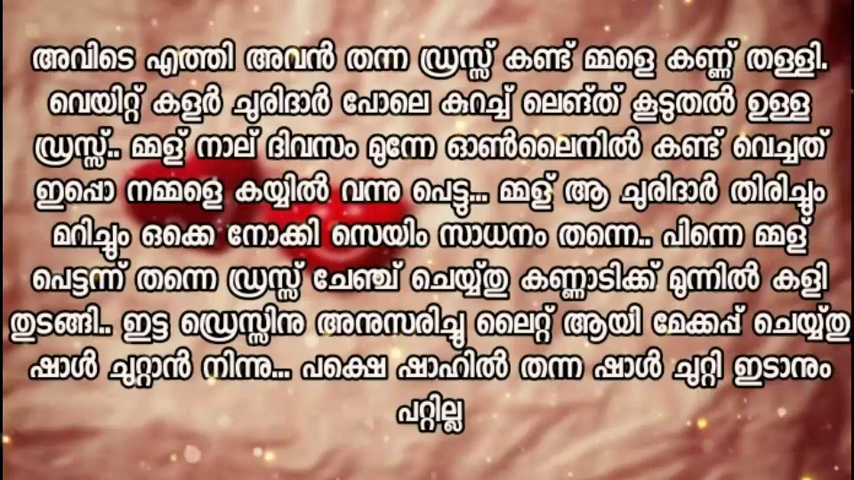 അവിടെ എത്തി അവൻ തന്ന ഡ്രസ്സ് കണ്ട് മ്മളെ കണ്ണ് തള്ളി.
വെയിറ്റ് കളർ ചുരിദാർ പോലെ കുറച്ച് ലെങ്ത് കൂടുതൽ ഉള്ള
ഡ്രസ്സ്.. മ്മള് നാല് ദിവസം മുന്നേ ഓൺലൈനിൽ കണ്ട് വെച്ചത്
ഇപ്പൊ നമ്മളെ കയ്യിൽ വന്നു പെട്ടു... മ്മള് ആ ചുരിദാർ തിരിച്ചും
മറിച്ചും ഒക്കെ നോക്കി സെയിം സാധനം തന്നെ.. പിന്നെ മ്മള്
പെട്ടന്ന് തന്നെ ഡ്രസ്സ് ചേഞ്ച് ചെയ്തു കണ്ണാടിക്ക് മുന്നിൽ കളി
തുടങ്ങി.. ഇട്ട ഡ്രെസ്സിനു അനുസരിച്ചു ലൈറ്റ് ആയി മേക്കപ്പ് ചെയ്തു
ഷാൾ ചുറ്റാൻ നിന്നു... പക്ഷെ ഷാഹിൽ തന്ന ഷാൾ ചുറ്റി ഇടാനും
പറ്റില്ല